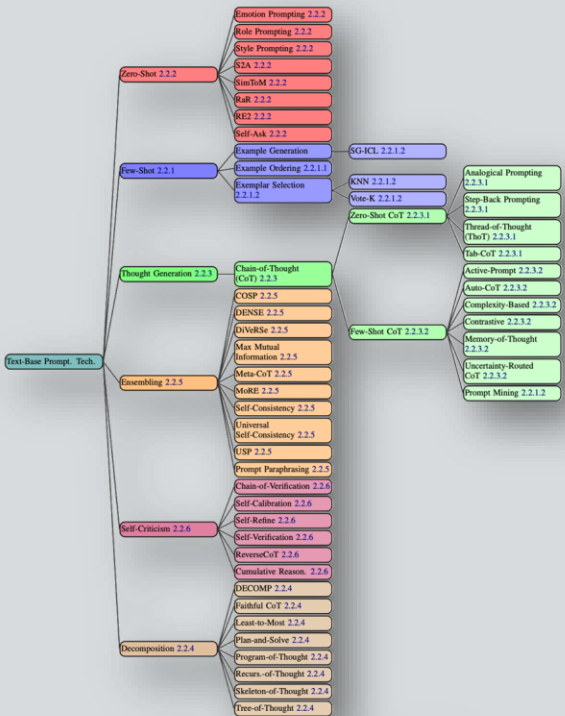 Text-Base Prompt. Tech.
Zero-Shot 2.2.2
Emotion Prompting 2.2.2
Role Prompting 2.2.2
Style Prompting 2.2.2
S2A 2.2.2
SimToM 2.2.2
RaR 2.2.2
RE2 2.2.2
Self-Ask 2.2.2
Few-Shot 2.2.1
Example Generation
SG-ICL 2.2.1.2
Example Ordering 2.2.1.1
Exemplar Selection
2.2.1.2
KNN 2.2.1.2
Vote-K 2.2.1.2
Thought Generation 2.2.3
Chain-of-Thought
(CoT) 2.2.3
Zero-Shot CoT 2.2.3.1
Analogical Prompting
2.2.3.1
Step-Back Prompting
2.2.3.1
Thread-of-Thought
(ThoT) 2.2.3.1
Tab-CoT 2.2.3.1
Few-Shot CoT 2.2.3.2
Active-Prompt 2.2.3.2
Auto-CoT 2.2.3.2
Complexity-Based 2.2.3.2
Contrastive 2.2.3.2
Memory-of-Thought
2.2.3.2
Uncertainty-Routed
CoT 2.2.3.2
Prompt Mining 2.2.1.2
Ensembling 2.2.5
COSP 2.2.5
DENSE 2.2.5
DiVeRSe 2.2.5
Max Mutual
Information 2.2.5
Meta-CoT 2.2.5
MoRE 2.2.5
Self-Consistency 2.2.5
Universal
Self-Consistency 2.2.5
USP 2.2.5
Prompt Paraphrasing 2.2.5
Self-Criticism 2.2.6
Chain-of-Verification 2.2.6
Self-Calibration 2.2.6
Self-Refine 2.2.6
Self-Verification 2.2.6
ReverseCoT 2.2.6
Cumulative Reason. 2.2.6
Decomposition 2.2.4
DECOMP 2.2.4
Faithful CoT 2.2.4
Least-to-Most 2.2.4
Plan-and-Solve 2.2.4
Program-of-Thought 2.2.4
Recurs.-of-Thought 2.2.4
Skeleton-of-Thought 2.2.4
Tree-of-Thought 2.2.4